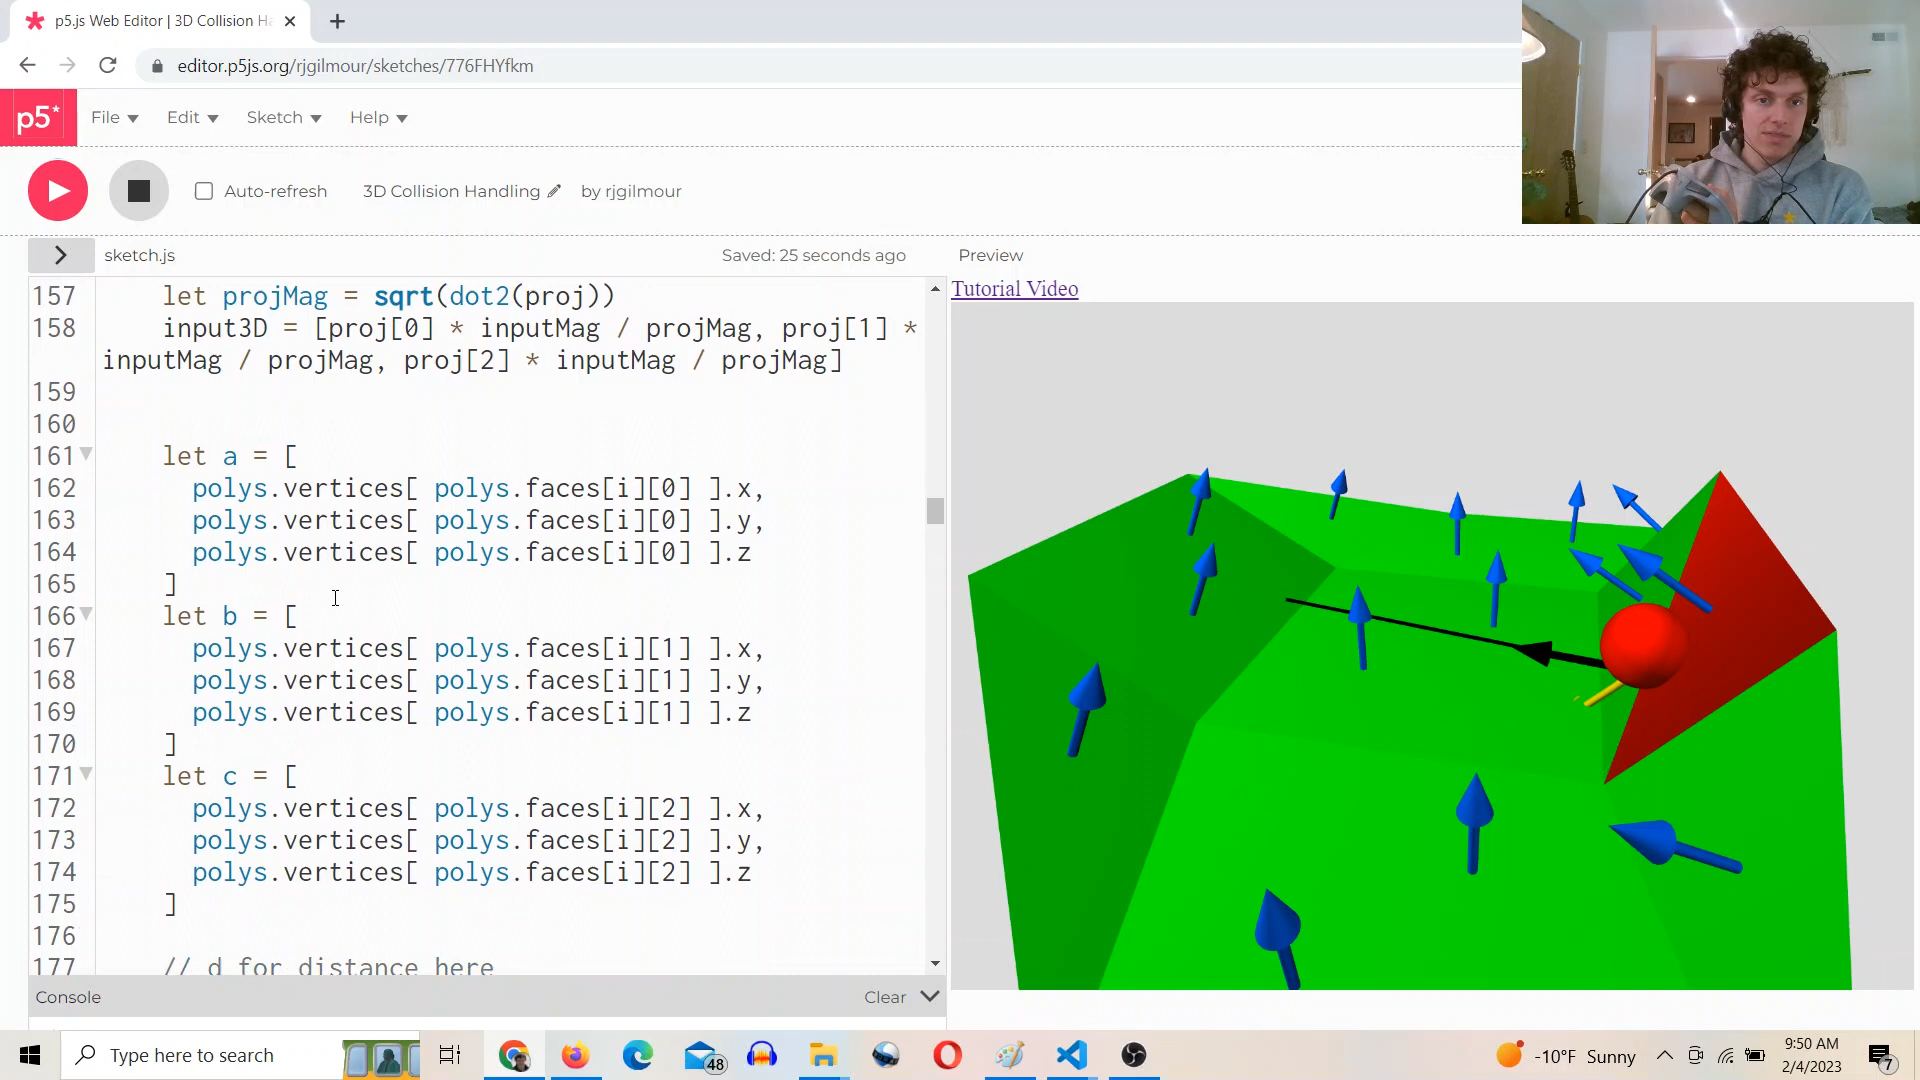 p5.js Web Editor | 3D Collision Ha
editor.p5js.org/rjgilmour/sketches/776FHYfkm
p5* File Edit Sketch Help
Auto-refresh 3D Collision Handling by rjgilmour
sketch.js Saved: 25 seconds ago Preview
Tutorial Video
157 let projMag = sqrt(dot2(proj))
158 input3D = [proj[0] * inputMag / projMag, proj[1] *
inputMag / projMag, proj[2] * inputMag / projMag]
159
160
161 let a = [
162 polys.vertices[ polys.faces[i][0] ].x,
163 polys.vertices[ polys.faces[i][0] ].y,
164 polys.vertices[ polys.faces[i][0] ].z
165 ]
166 let b = [
167 polys.vertices[ polys.faces[i][1] ].x,
168 polys.vertices[ polys.faces[i][1] ].y,
169 polys.vertices[ polys.faces[i][1] ].z
170 ]
171 let c = [
172 polys.vertices[ polys.faces[i][2] ].x,
173 polys.vertices[ polys.faces[i][2] ].y,
174 polys.vertices[ polys.faces[i][2] ].z
175 ]
176
177 // d for distance here
Console Clear
Type here to search 48 -10°F Sunny 9:50 AM
2/4/2023 7